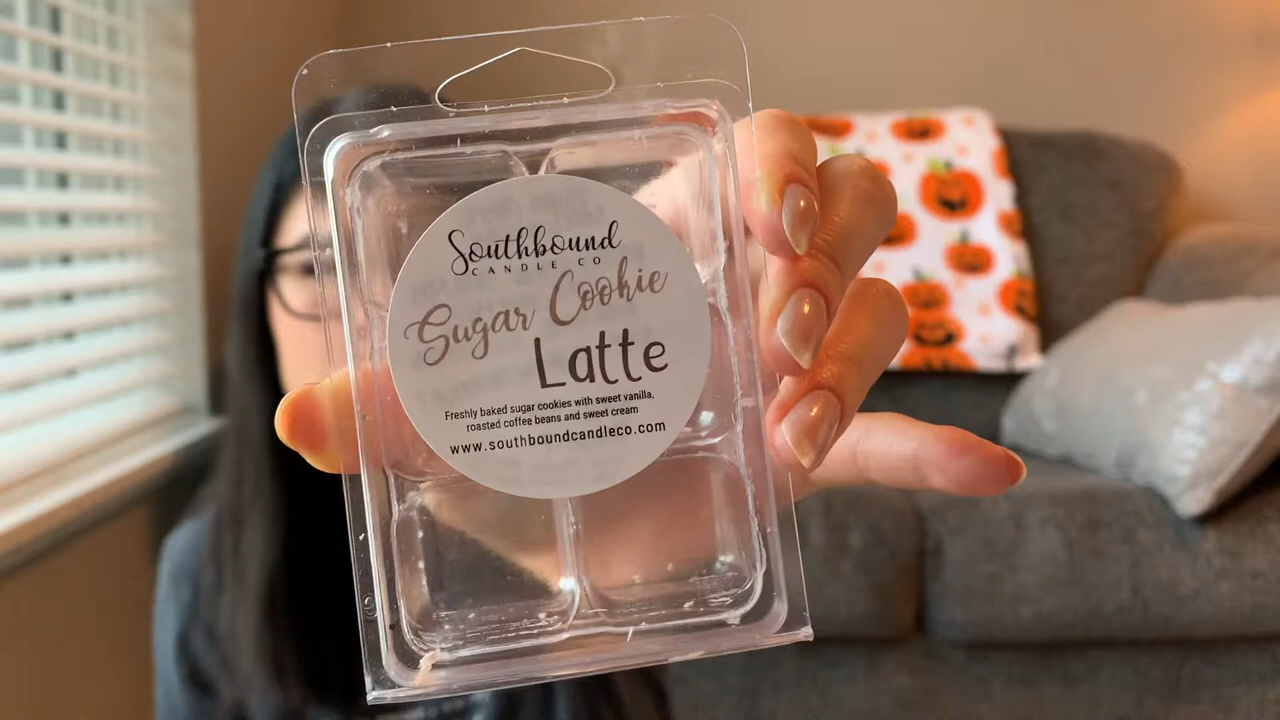 Southbound
CANDLE CO
Sugar Cookie
Latte
Freshly baked sugar cookies with sweet vanilla,
roasted coffee beans and sweet cream
www.southboundcandleco.com